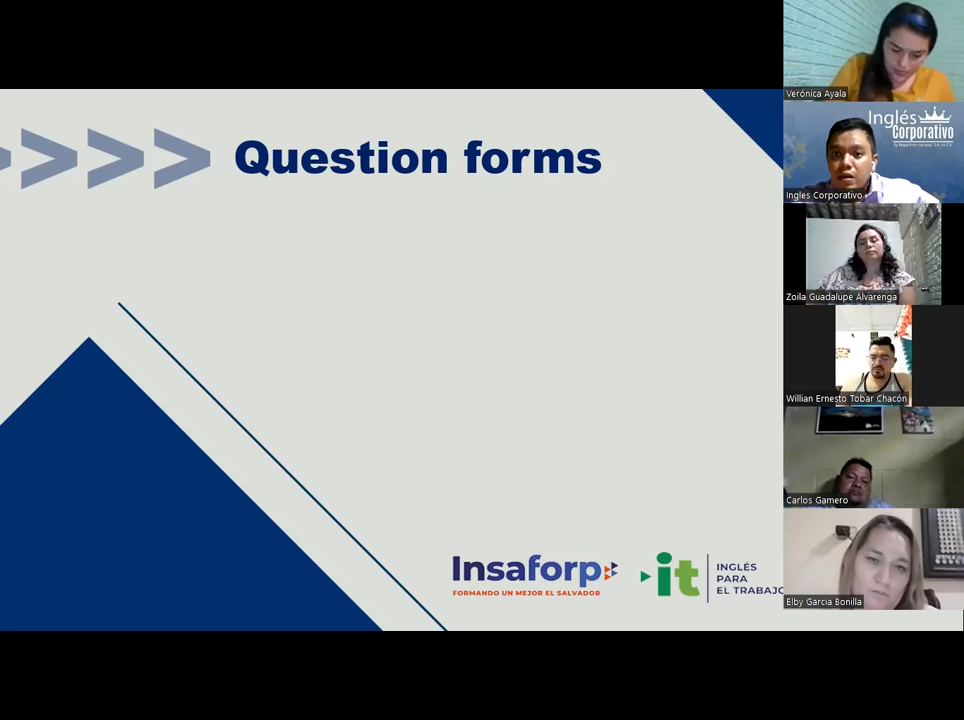 Question forms
Insaforp
FORMANDO UN MEJOR EL SALVADOR
it
INGLÉS
PARA
EL TRABAJO
Verónica Ayala
Inglés
Corporativo
Ingles Corporativo
Zoila Guadalupe Alvarenga
Willian Ernesto Tobar Chacón
Carlos Gamero
Elby Garcia Bonilla